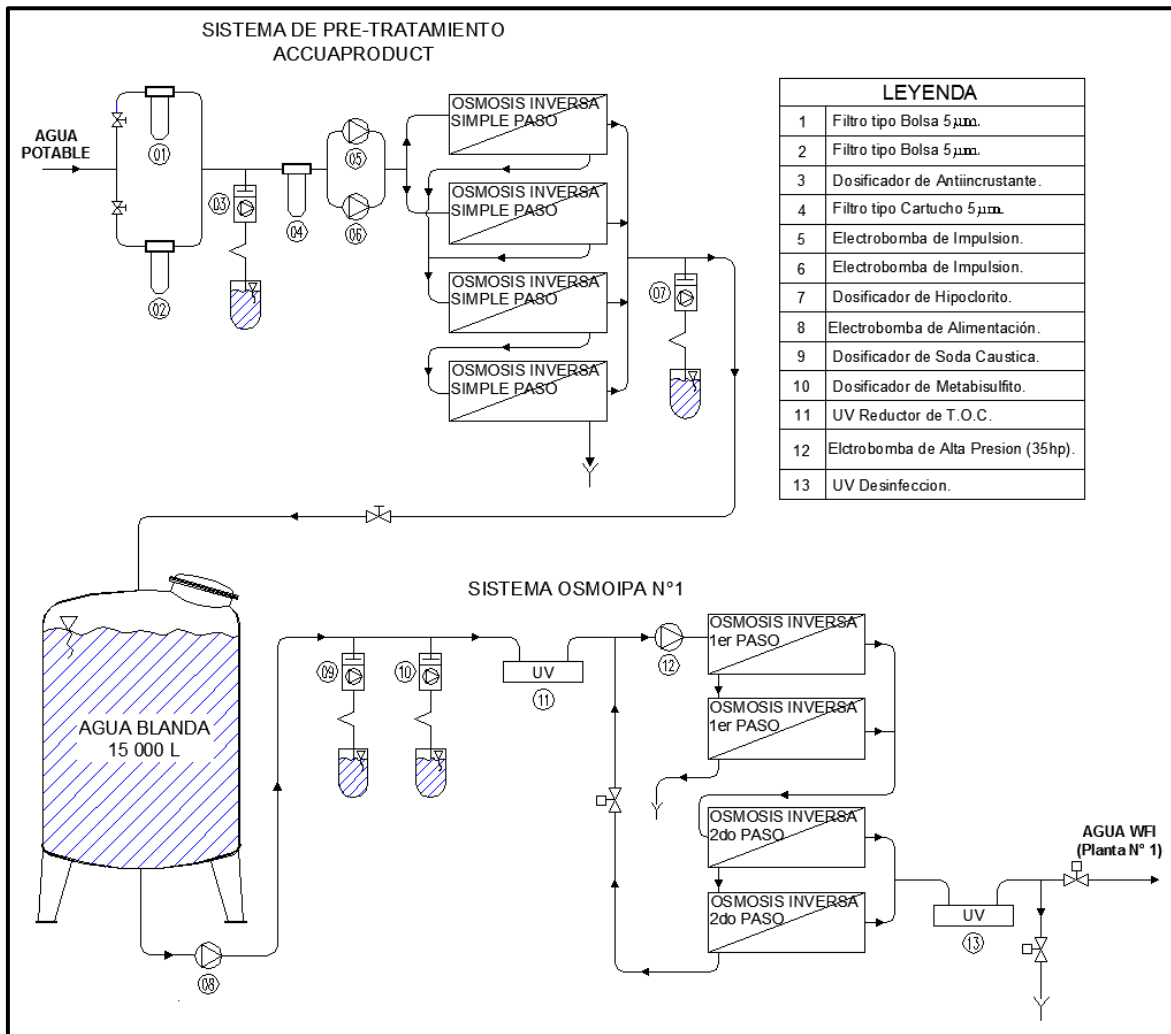 SISTEMA DE PRE-TRATAMIENTO
ACCUAPRODUCT
AGUA
POTABLE
01
02
03
04
05
06
OSMOSIS INVERSA
SIMPLE PASO
OSMOSIS INVERSA
SIMPLE PASO
OSMOSIS INVERSA
SIMPLE PASO
OSMOSIS INVERSA
SIMPLE PASO
07
LEYENDA
1 Filtro tipo Bolsa 5μm.
2 Filtro tipo Bolsa 5μm.
3 Dosificador de Antiincrustante.
4 Filtro tipo Cartucho 5μm.
5 Electrobomba de Impulsion.
6 Electrobomba de Impulsion.
7 Dosificador de Hipoclorito.
8 Electrobomba de Alimentación.
9 Dosificador de Soda Caustica.
10 Dosificador de Metabisulfito.
11 UV Reductor de T.O.C.
12 Elctrobomba de Alta Presion (35hp).
13 UV Desinfeccion.
SISTEMA OSMOIPA N°1
AGUA BLANDA
15 000 L
08
09
10
UV
11
12
OSMOSIS INVERSA
1er PASO
OSMOSIS INVERSA
1er PASO
OSMOSIS INVERSA
2do PASO
OSMOSIS INVERSA
2do PASO
UV
13
AGUA WFI
(Planta N° 1)